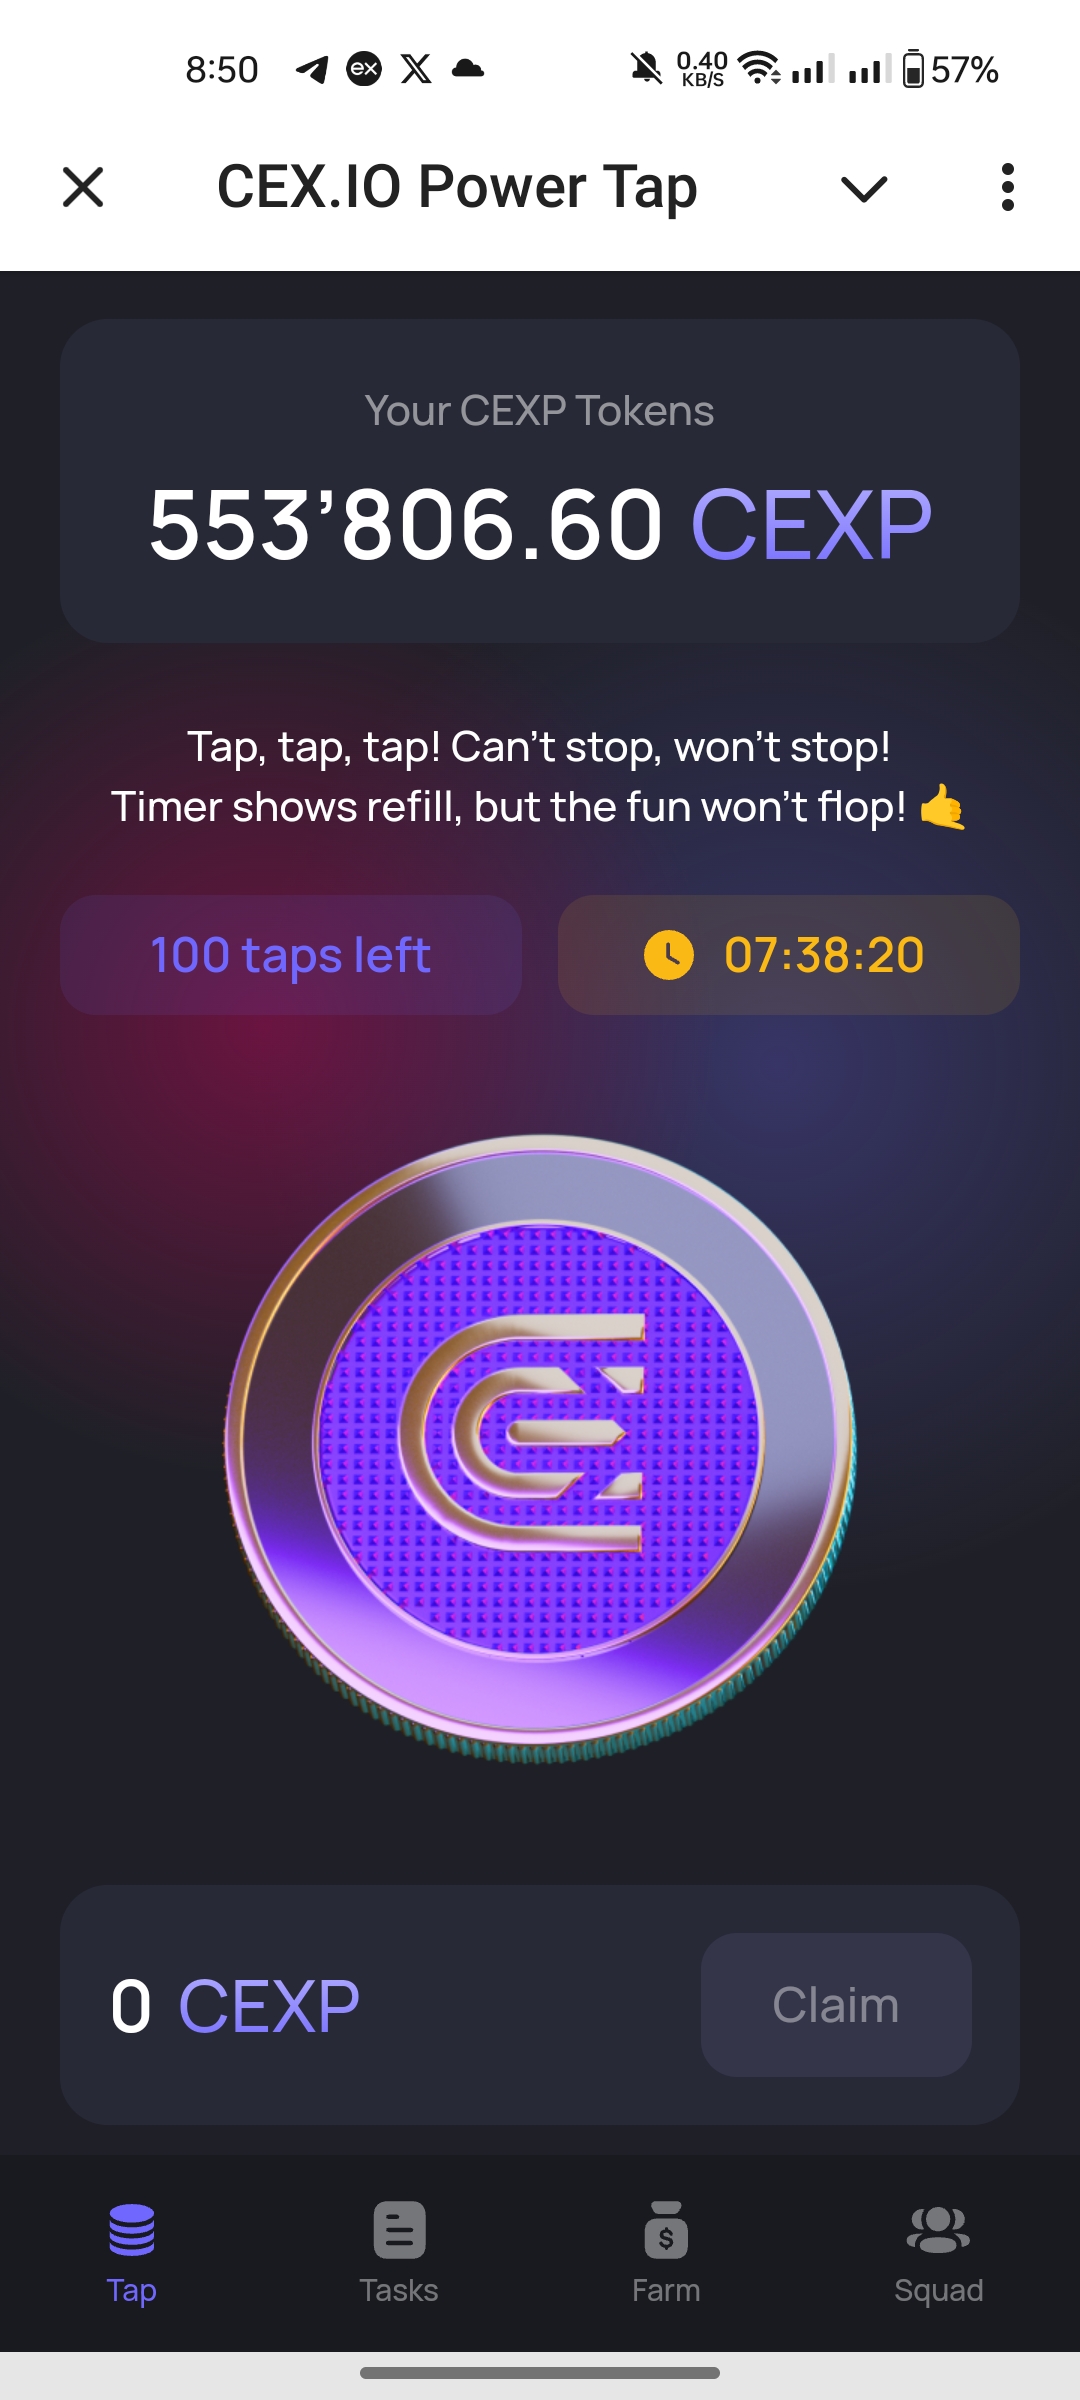 8:50 ex X 0.40 KB/S 57%
CEX.IO Power Tap
Your CEXP Tokens
553’806.60 CEXP
Tap, tap, tap! Can’t stop, won’t stop!
Timer shows refill, but the fun won’t flop! 🤙
100 taps left 07:38:20
0 CEXP Claim
Tap Tasks Farm Squad